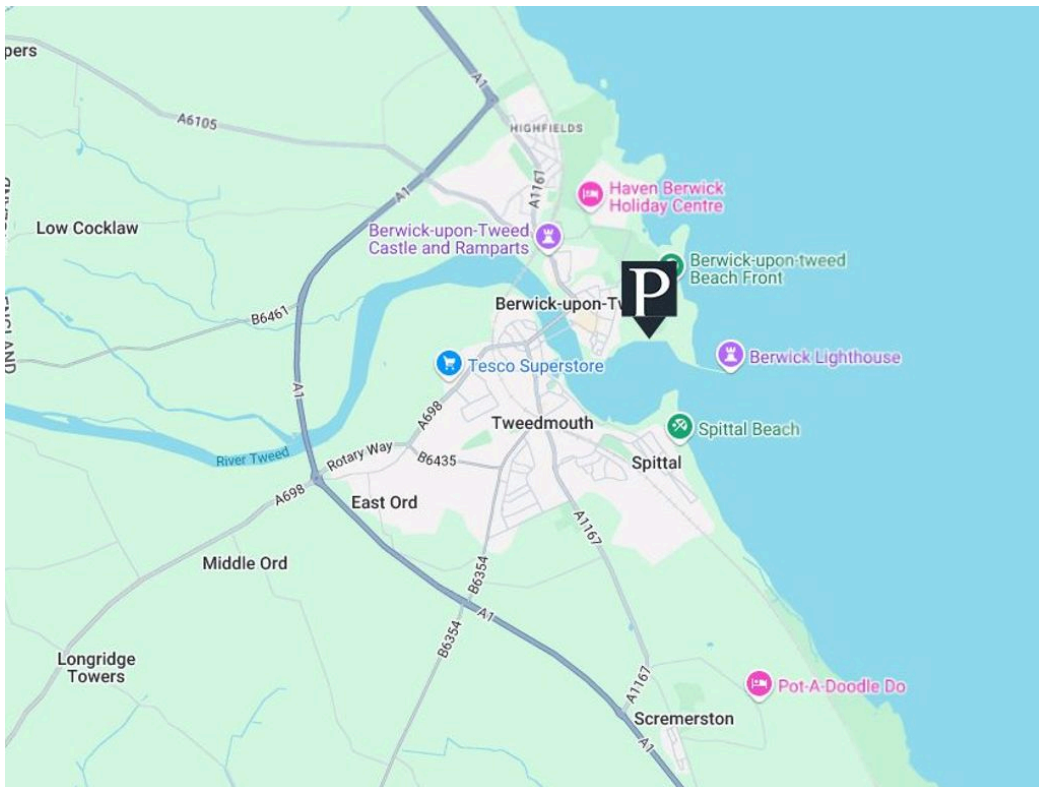 A1
pers
A6105
HIGHFIELDS
A1167
Haven Berwick
Holiday Centre
A1
Low Cocklaw
Berwick-upon-Tweed
Castle and Ramparts
Berwick-upon-tweed
Beach Front
P
Berwick-upon-Tw
B6461
ENGLAND
Berwick Lighthouse
Tesco Superstore
A1
A698
Tweedmouth
Spittal Beach
River Tweed
Rotary Way
B6435
Spittal
A698
East Ord
A1167
Middle Ord
B6354
A1
B6354
Longridge
Towers
A1167
Pot-A-Doodle Do
Scremerston
A1